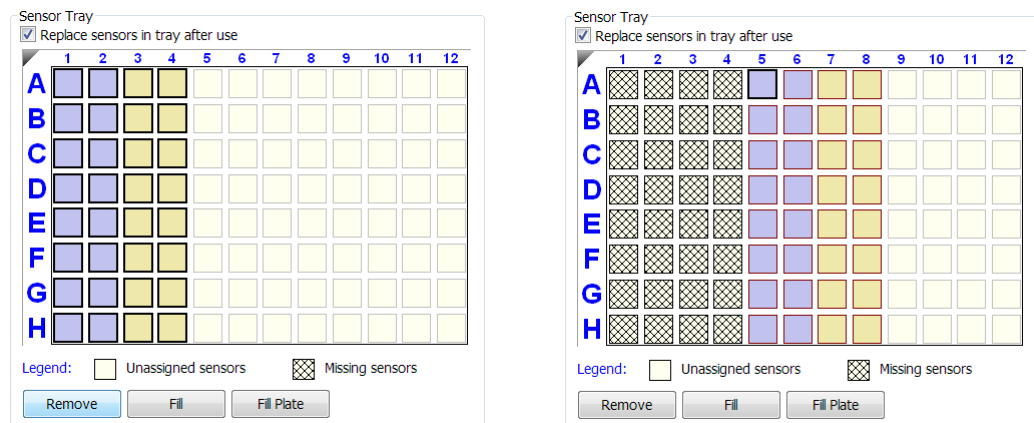 Sensor Tray
Replace sensors in tray after use
1 2 3 4 5 6 7 8 9 10 11 12
A
B
C
D
E
F
G
H
Legend: Unassigned sensors Missing sensors
Remove Fill Fill Plate
Sensor Tray
Replace sensors in tray after use
1 2 3 4 5 6 7 8 9 10 11 12
A
B
C
D
E
F
G
H
Legend: Unassigned sensors Missing sensors
Remove Fill Fill Plate